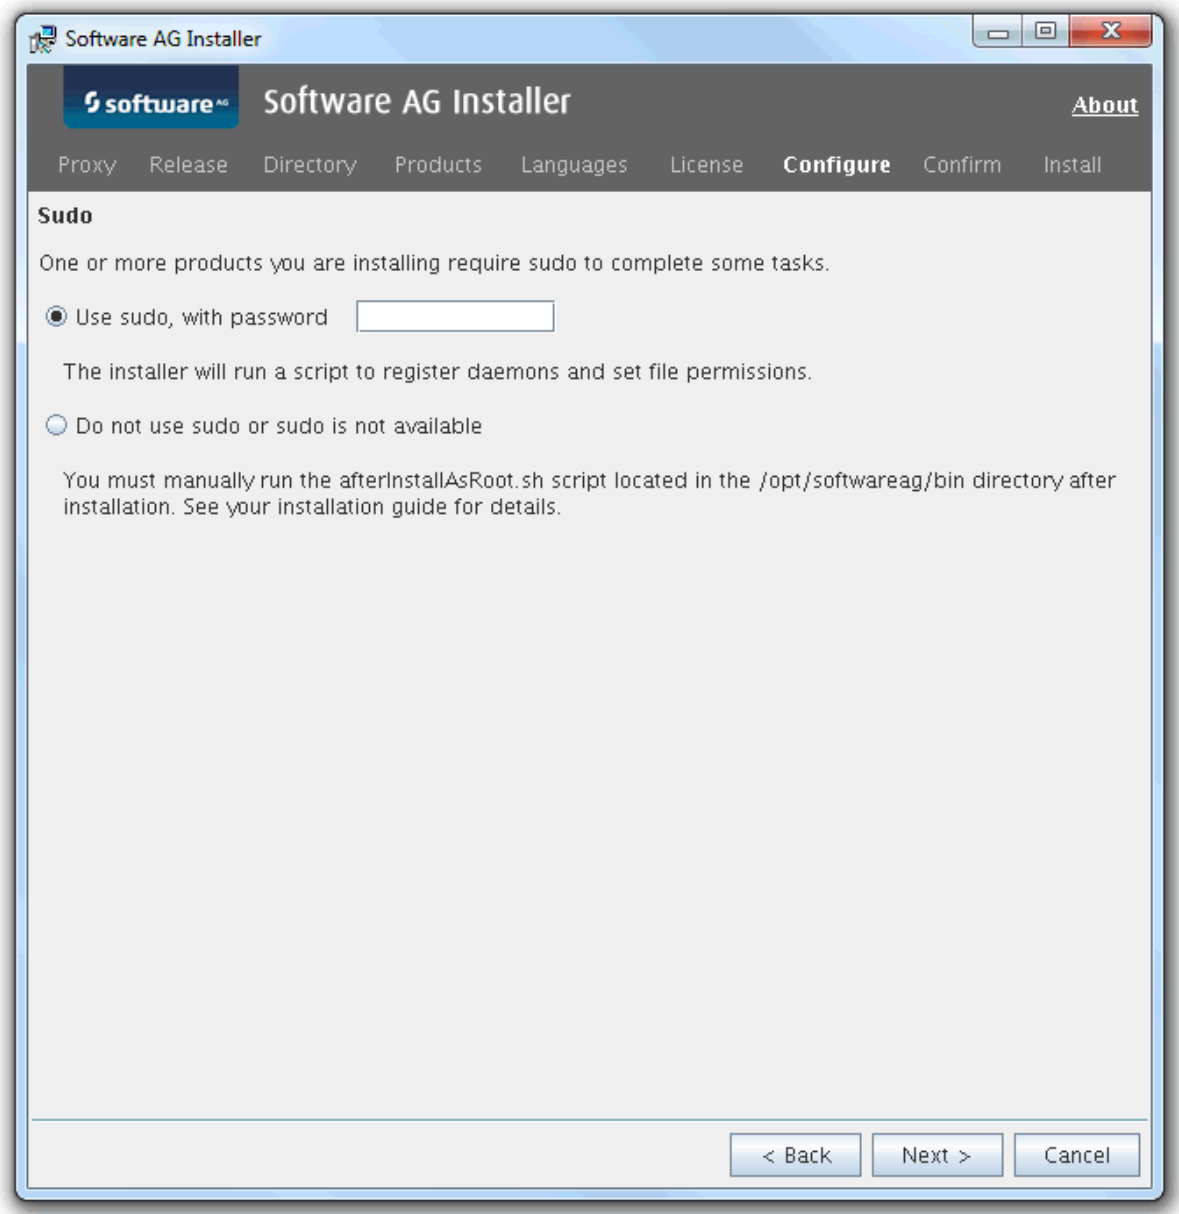 Software AG Installer
software AG
Software AG Installer
About
Proxy Release Directory Products Languages License Configure Confirm Install
Sudo
One or more products you are installing require sudo to complete some tasks.
Use sudo, with password
The installer will run a script to register daemons and set file permissions.
Do not use sudo or sudo is not available
You must manually run the afterInstallAsRoot.sh script located in the /opt/softwareag/bin directory after
installation. See your installation guide for details.
< Back Next > Cancel